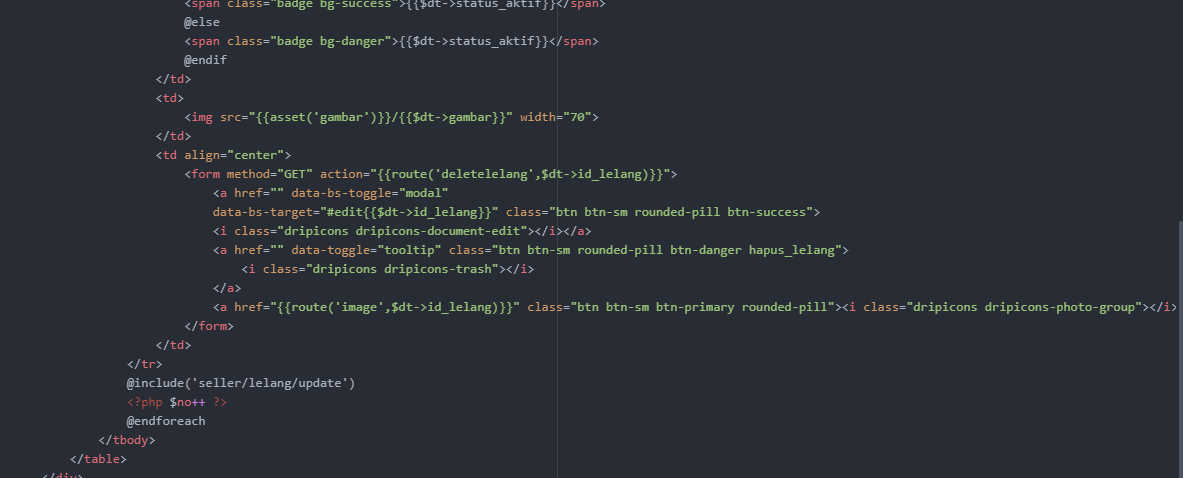 <span class="badge bg-success">{{$dt->status_aktif}}</span>
@else
<span class="badge bg-danger">{{$dt->status_aktif}}</span>
@endif
</td>
<td>
<img src="{{asset('gambar')}}/{{$dt->gambar}}" width="70">
</td>
<td align="center">
<form method="GET" action="{{route('deletelelang',$dt->id_lelang)}}">
<a href="" data-bs-toggle="modal"
data-bs-target="#edit{{$dt->id_lelang}}" class="btn btn-sm rounded-pill btn-success">
<i class="dripicons dripicons-document-edit"></i></a>
<a href="" data-toggle="tooltip" class="btn btn-sm rounded-pill btn-danger hapus_lelang">
<i class="dripicons dripicons-trash"></i>
</a>
<a href="{{route('image',$dt->id_lelang)}}" class="btn btn-sm btn-primary rounded-pill"><i class="dripicons dripicons-photo-group"></i>
</form>
</td>
</tr>
@include('seller/lelang/update')
<?php $no++ ?>
@endforeach
</tbody>
</table>
</div>